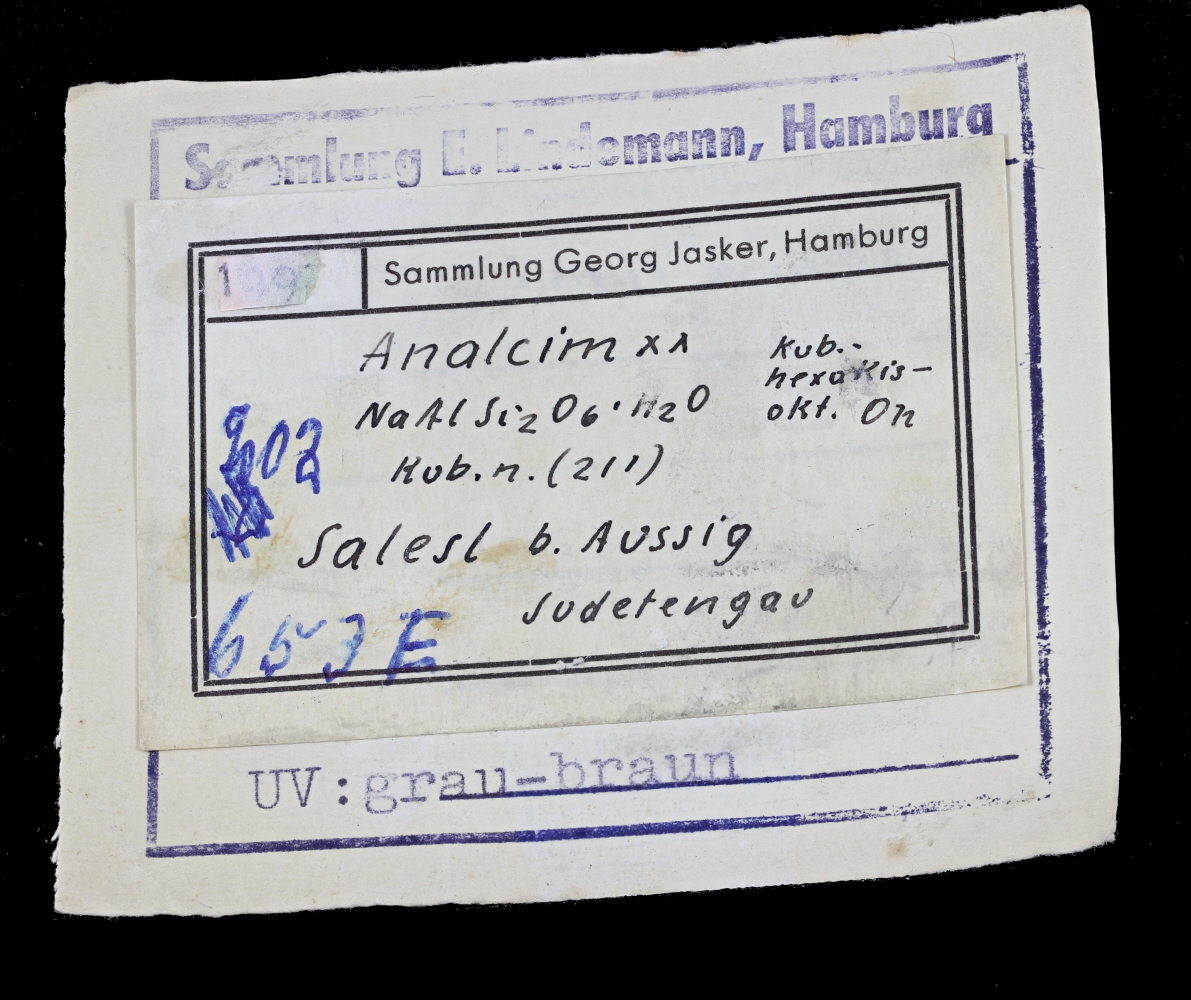 Sammlung E. Lindemann, Hamburg
Sammlung Georg Jasker, Hamburg
Analcim xx
Kub.-
hexakis-
okt. Oh
NaAlSi2O6·H2O
Kub. n. (211)
Salesl b. Aussig
Sudetengau
653 E
UV: grau-braun